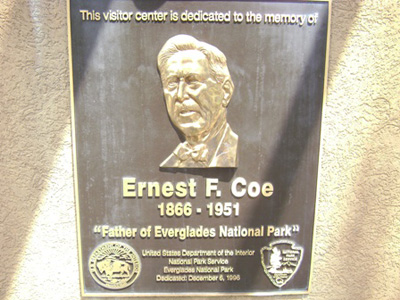 This visitor center is dedicated to the memory of
Ernest F. Coe
1866 - 1951
"Father of Everglades National Park"
United States Department of the Interior
National Park Service
Everglades National Park
Dedicated: December 6, 1996